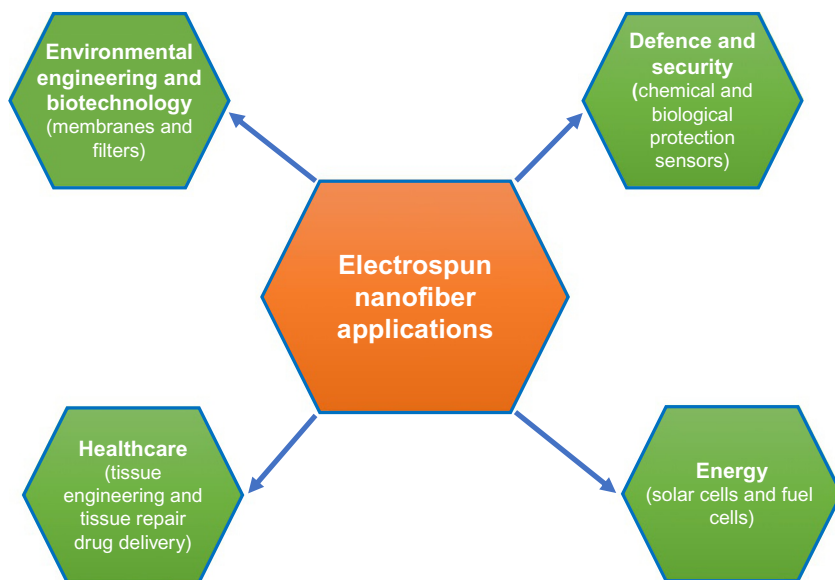 Environmental
engineering and
biotechnology
(membranes and
filters)
Defence and
security
(chemical and
biological
protection
sensors)
Electrospun
nanofiber
applications
Healthcare
(tissue
engineering and
tissue repair
drug delivery)
Energy
(solar cells and fuel
cells)